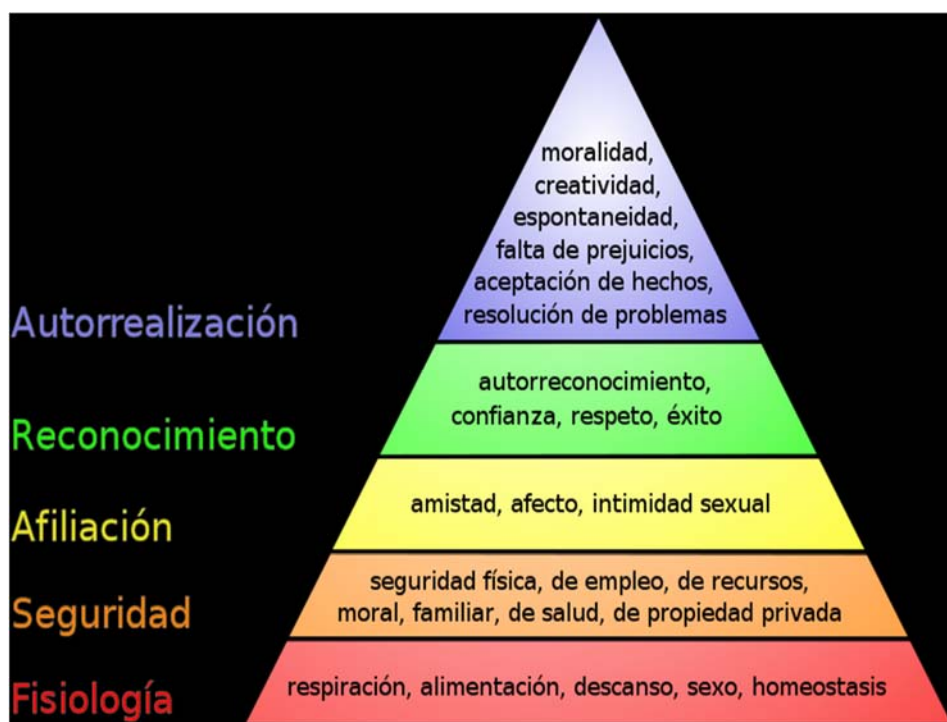 moralidad,
creatividad,
espontaneidad,
falta de prejuicios,
aceptación de hechos,
resolución de problemas
Autorrealización
autorreconocimiento,
confianza, respeto, éxito
Reconocimiento
amistad, afecto, intimidad sexual
Afiliación
seguridad física, de empleo, de recursos,
moral, familiar, de salud, de propiedad privada
Seguridad
respiración, alimentación, descanso, sexo, homeostasis
Fisiología